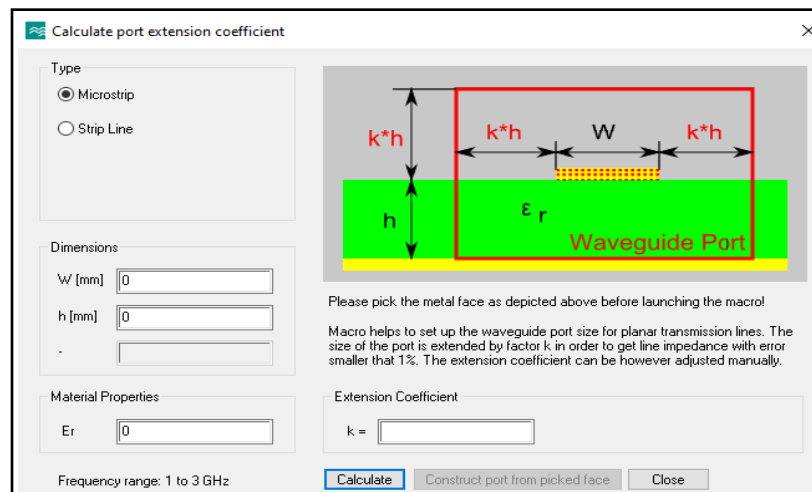 Calculate port extension coefficient
Type
Microstrip
Strip Line
k*h
k*h
W
k*h
h
ε r
Waveguide Port
Dimensions
W [mm]
0
h [mm]
0
-
Please pick the metal face as depicted above before launching the macro!
Macro helps to set up the waveguide port size for planar transmission lines. The
size of the port is extended by factor k in order to get line impedance with error
smaller that 1%. The extension coefficient can be however adjusted manually.
Material Properties
Er
0
Extension Coefficient
k =
Frequency range: 1 to 3 GHz
Calculate
Construct port from picked face
Close